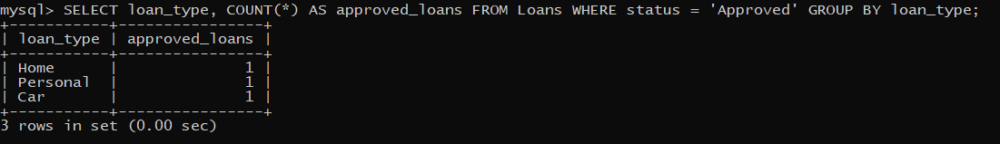 mysql> SELECT loan_type, COUNT(*) AS approved_loans FROM Loans WHERE status = 'Approved' GROUP BY loan_type;
+-----------+----------------+
| loan_type | approved_loans |
+-----------+----------------+
| Home      |              1 |
| Personal  |              1 |
| Car       |              1 |
+-----------+----------------+
3 rows in set (0.00 sec)